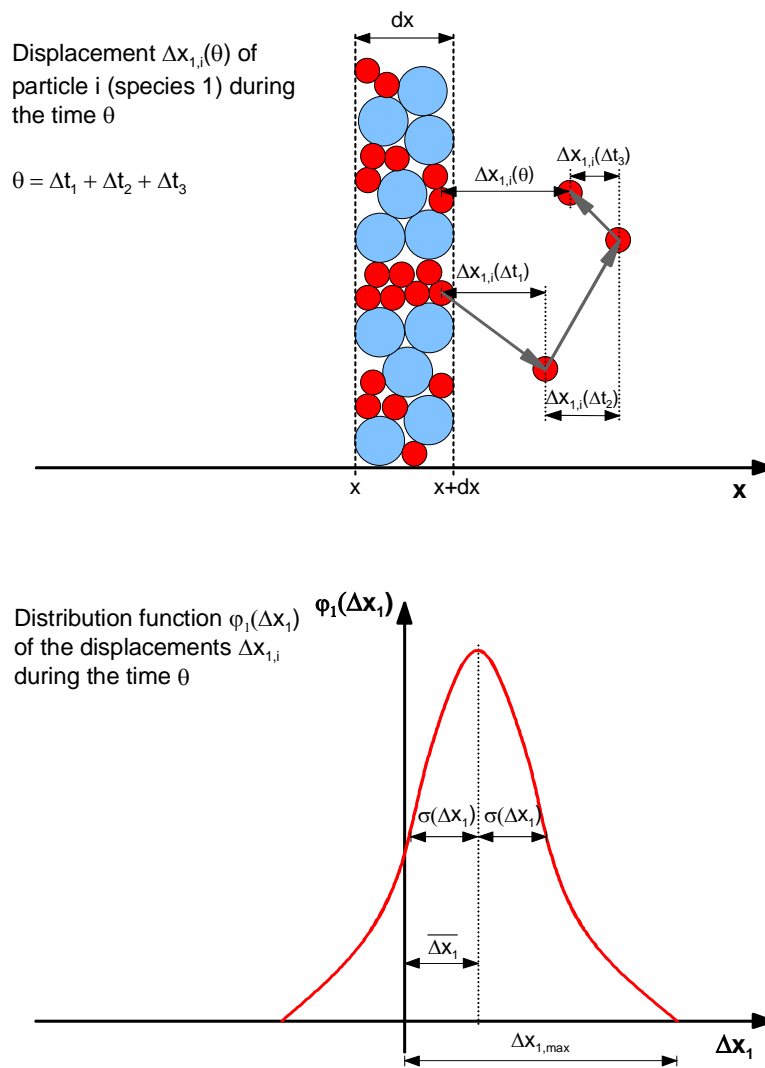 dx
Displacement Δx₁,ᵢ(θ) of
particle i (species 1) during
the time θ
θ = Δt₁ + Δt₂ + Δt₃
Δx₁,ᵢ(Δt₃)
Δx₁,ᵢ(θ)
Δx₁,ᵢ(Δt₁)
Δx₁,ᵢ(Δt₂)
x
x+dx
x
Distribution function φ₁(Δx₁)
of the displacements Δx₁,ᵢ
during the time θ
φ₁(Δx₁)
σ(Δx₁)
σ(Δx₁)
Δx₁
Δx₁,max
Δx₁